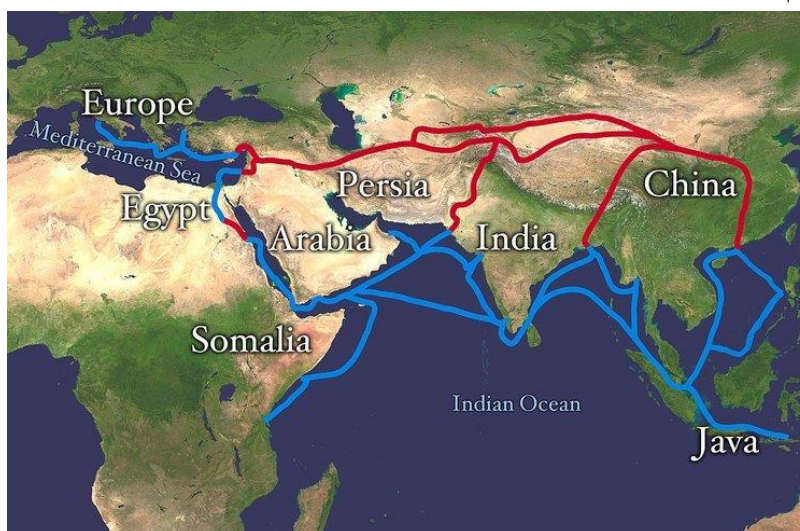 Europe
Mediterranean Sea
Egypt
Persia
Arabia
India
China
Somalia
Indian Ocean
Java